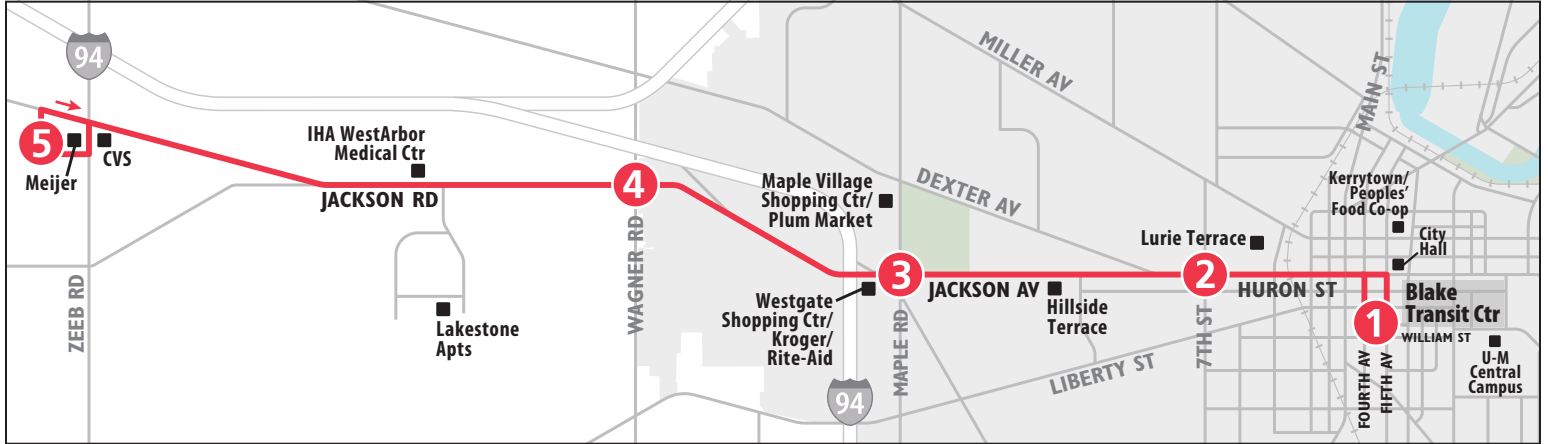 94
5
Meijer
CVS
ZEEB RD
IHA WestArbor
Medical Ctr
JACKSON RD
Lakestone
Apts
4
WAGNER RD
Maple Village
Shopping Ctr/
Plum Market
Westgate
Shopping Ctr/
Kroger/
Rite-Aid
94
3
MAPLE RD
JACKSON AV
Hillside
Terrace
DEXTER AV
MILLER AV
LIBERTY ST
Lurie Terrace
2
7TH ST
HURON ST
MAIN ST
Kerrytown/
Peoples'
Food Co-op
City
Hall
1
Blake
Transit Ctr
WILLIAM ST
FOURTH AV
FIFTH AV
U-M
Central
Campus